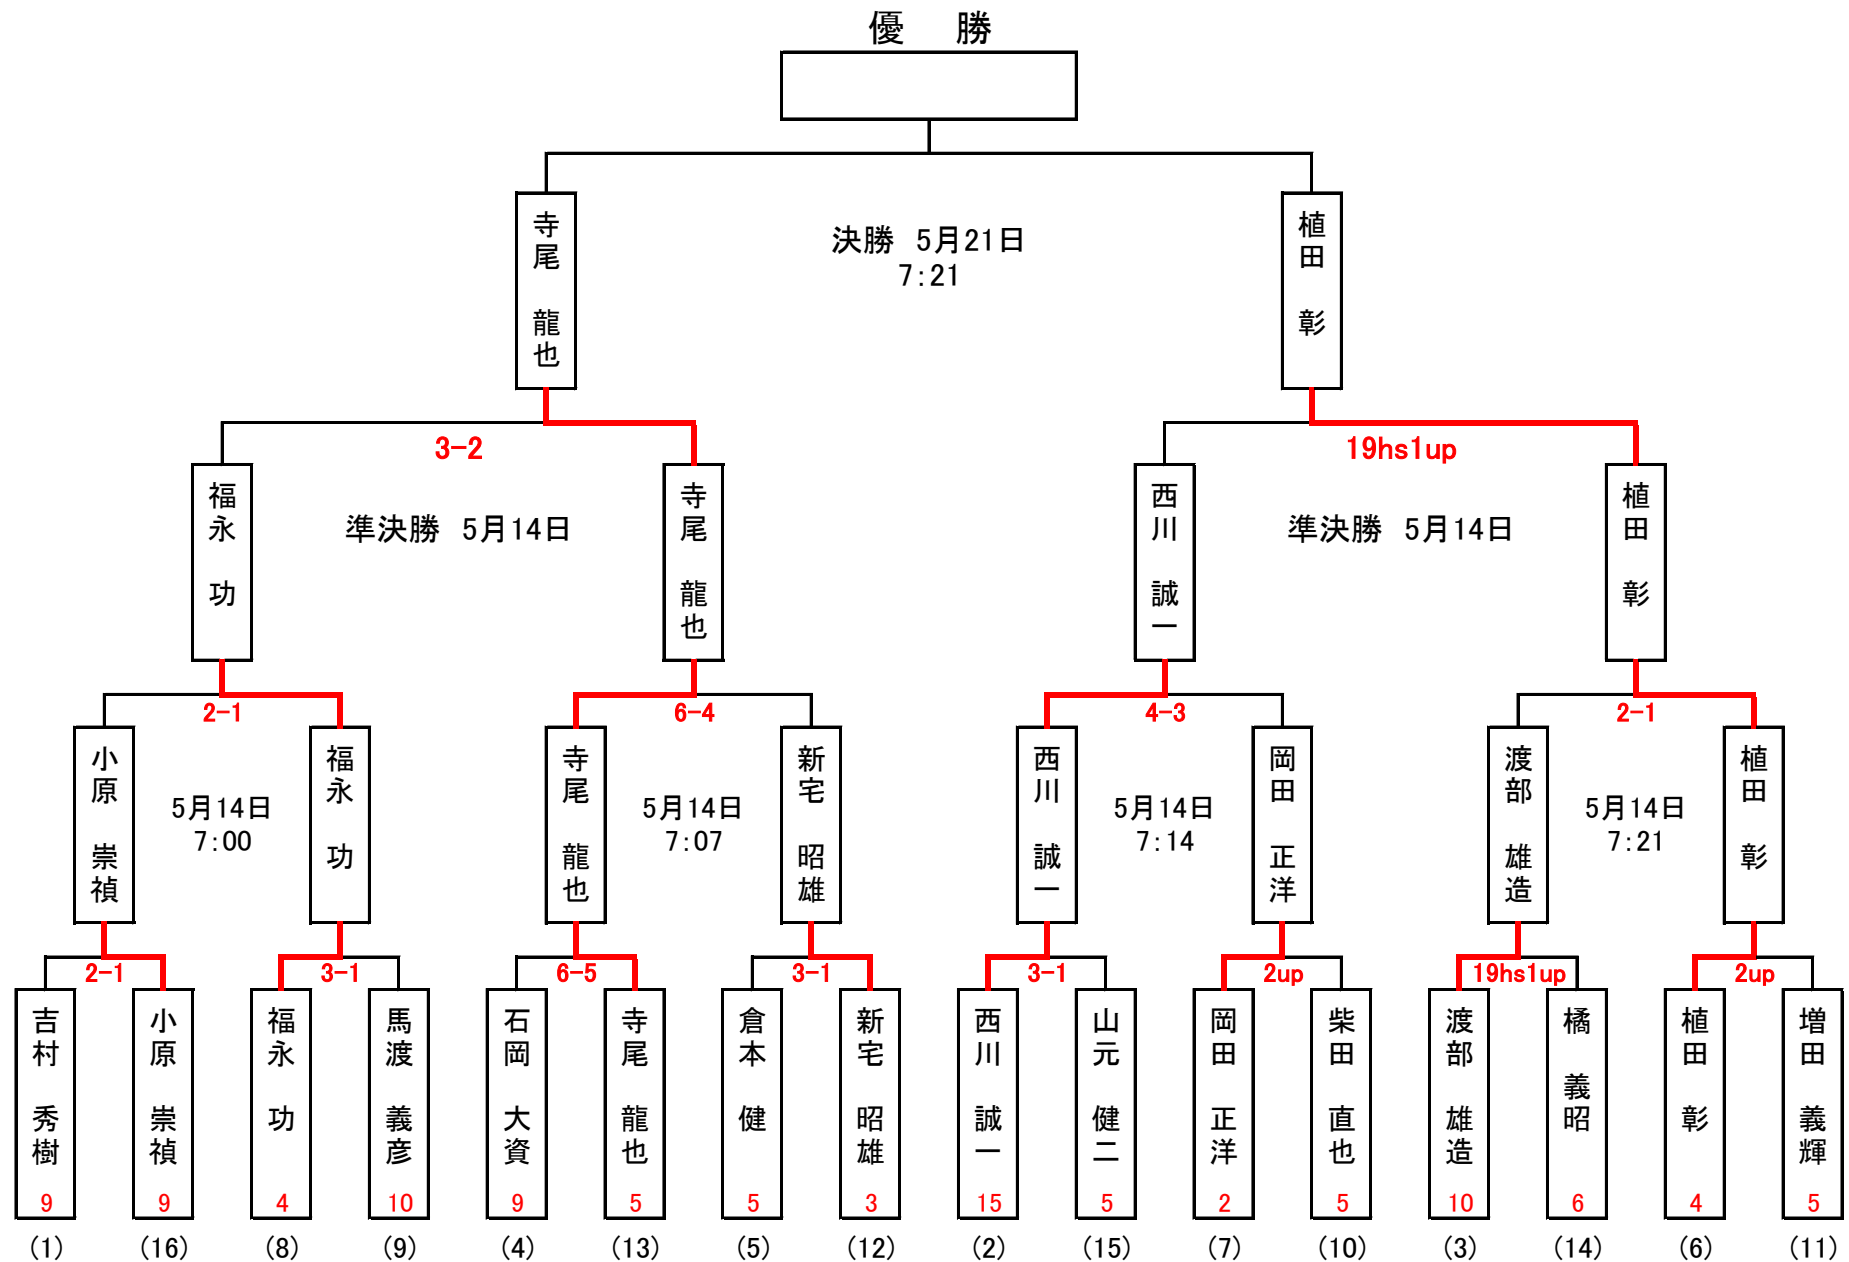 優　勝
寺尾　龍也
決勝　5月21日
7:21
植田　彰
3-2
19hs1up
福永　功
準決勝　5月14日
寺尾　龍也
西川　誠一
準決勝　5月14日
植田　彰
2-1
6-4
4-3
2-1
小原　崇禎
5月14日
7:00
福永　功
寺尾　龍也
5月14日
7:07
新宅　昭雄
西川　誠一
5月14日
7:14
岡田　正洋
渡部　雄造
5月14日
7:21
植田　彰
2-1
3-1
6-5
3-1
3-1
2up
19hs1up
2up
吉村　秀樹
9
小原　崇禎
9
福永　功
4
馬渡　義彦
10
石岡　大資
9
寺尾　龍也
5
倉本　健
5
新宅　昭雄
3
西川　誠一
15
山元　健二
5
岡田　正洋
2
柴田　直也
5
渡部　雄造
10
橘　義昭
6
植田　彰
4
増田　義輝
5
(1)
(16)
(8)
(9)
(4)
(13)
(5)
(12)
(2)
(15)
(7)
(10)
(3)
(14)
(6)
(11)